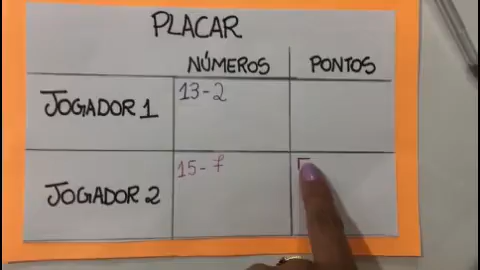 PLACAR
NÚMEROS PONTOS
JOGADOR 1 13-2
JOGADOR 2 15-7